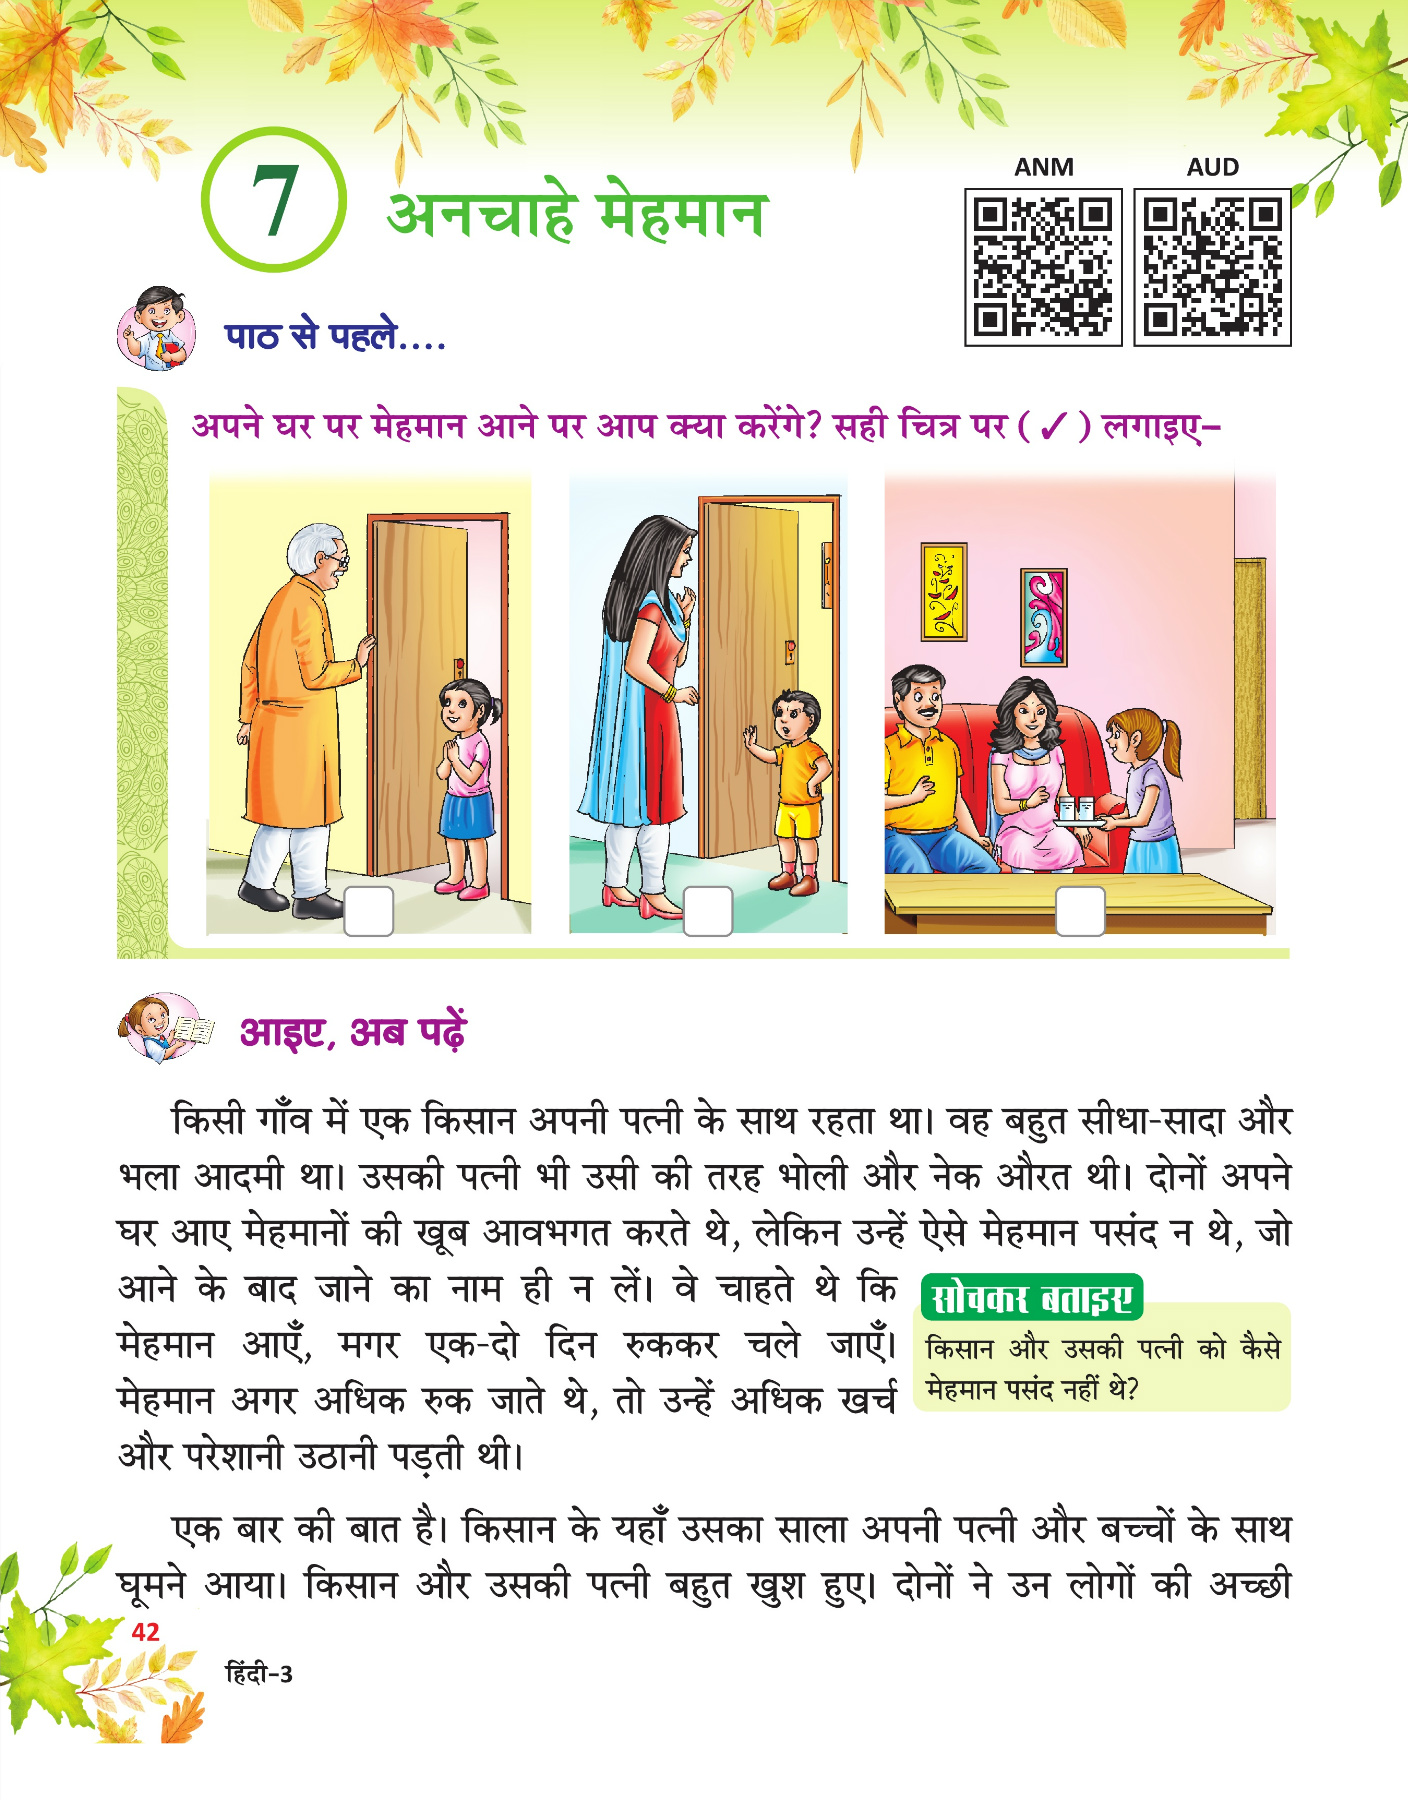 7
अनचाहे मेहमान
ANM
AUD
पाठ से पहले....
अपने घर पर मेहमान आने पर आप क्या करेंगे? सही चित्र पर ( ✓ ) लगाइए–
आइए, अब पढ़ें
किसी गाँव में एक किसान अपनी पत्नी के साथ रहता था। वह बहुत सीधा-सादा और
भला आदमी था। उसकी पत्नी भी उसी की तरह भोली और नेक औरत थी। दोनों अपने
घर आए मेहमानों की खूब आवभगत करते थे, लेकिन उन्हें ऐसे मेहमान पसंद न थे, जो
आने के बाद जाने का नाम ही न लें। वे चाहते थे कि
मेहमान आएँ, मगर एक-दो दिन रुककर चले जाएँ।
मेहमान अगर अधिक रुक जाते थे, तो उन्हें अधिक खर्च
और परेशानी उठानी पड़ती थी।
सोचकर बताइए
किसान और उसकी पत्नी को कैसे
मेहमान पसंद नहीं थे?
एक बार की बात है। किसान के यहाँ उसका साला अपनी पत्नी और बच्चों के साथ
घूमने आया। किसान और उसकी पत्नी बहुत खुश हुए। दोनों ने उन लोगों की अच्छी
42
हिंदी–3